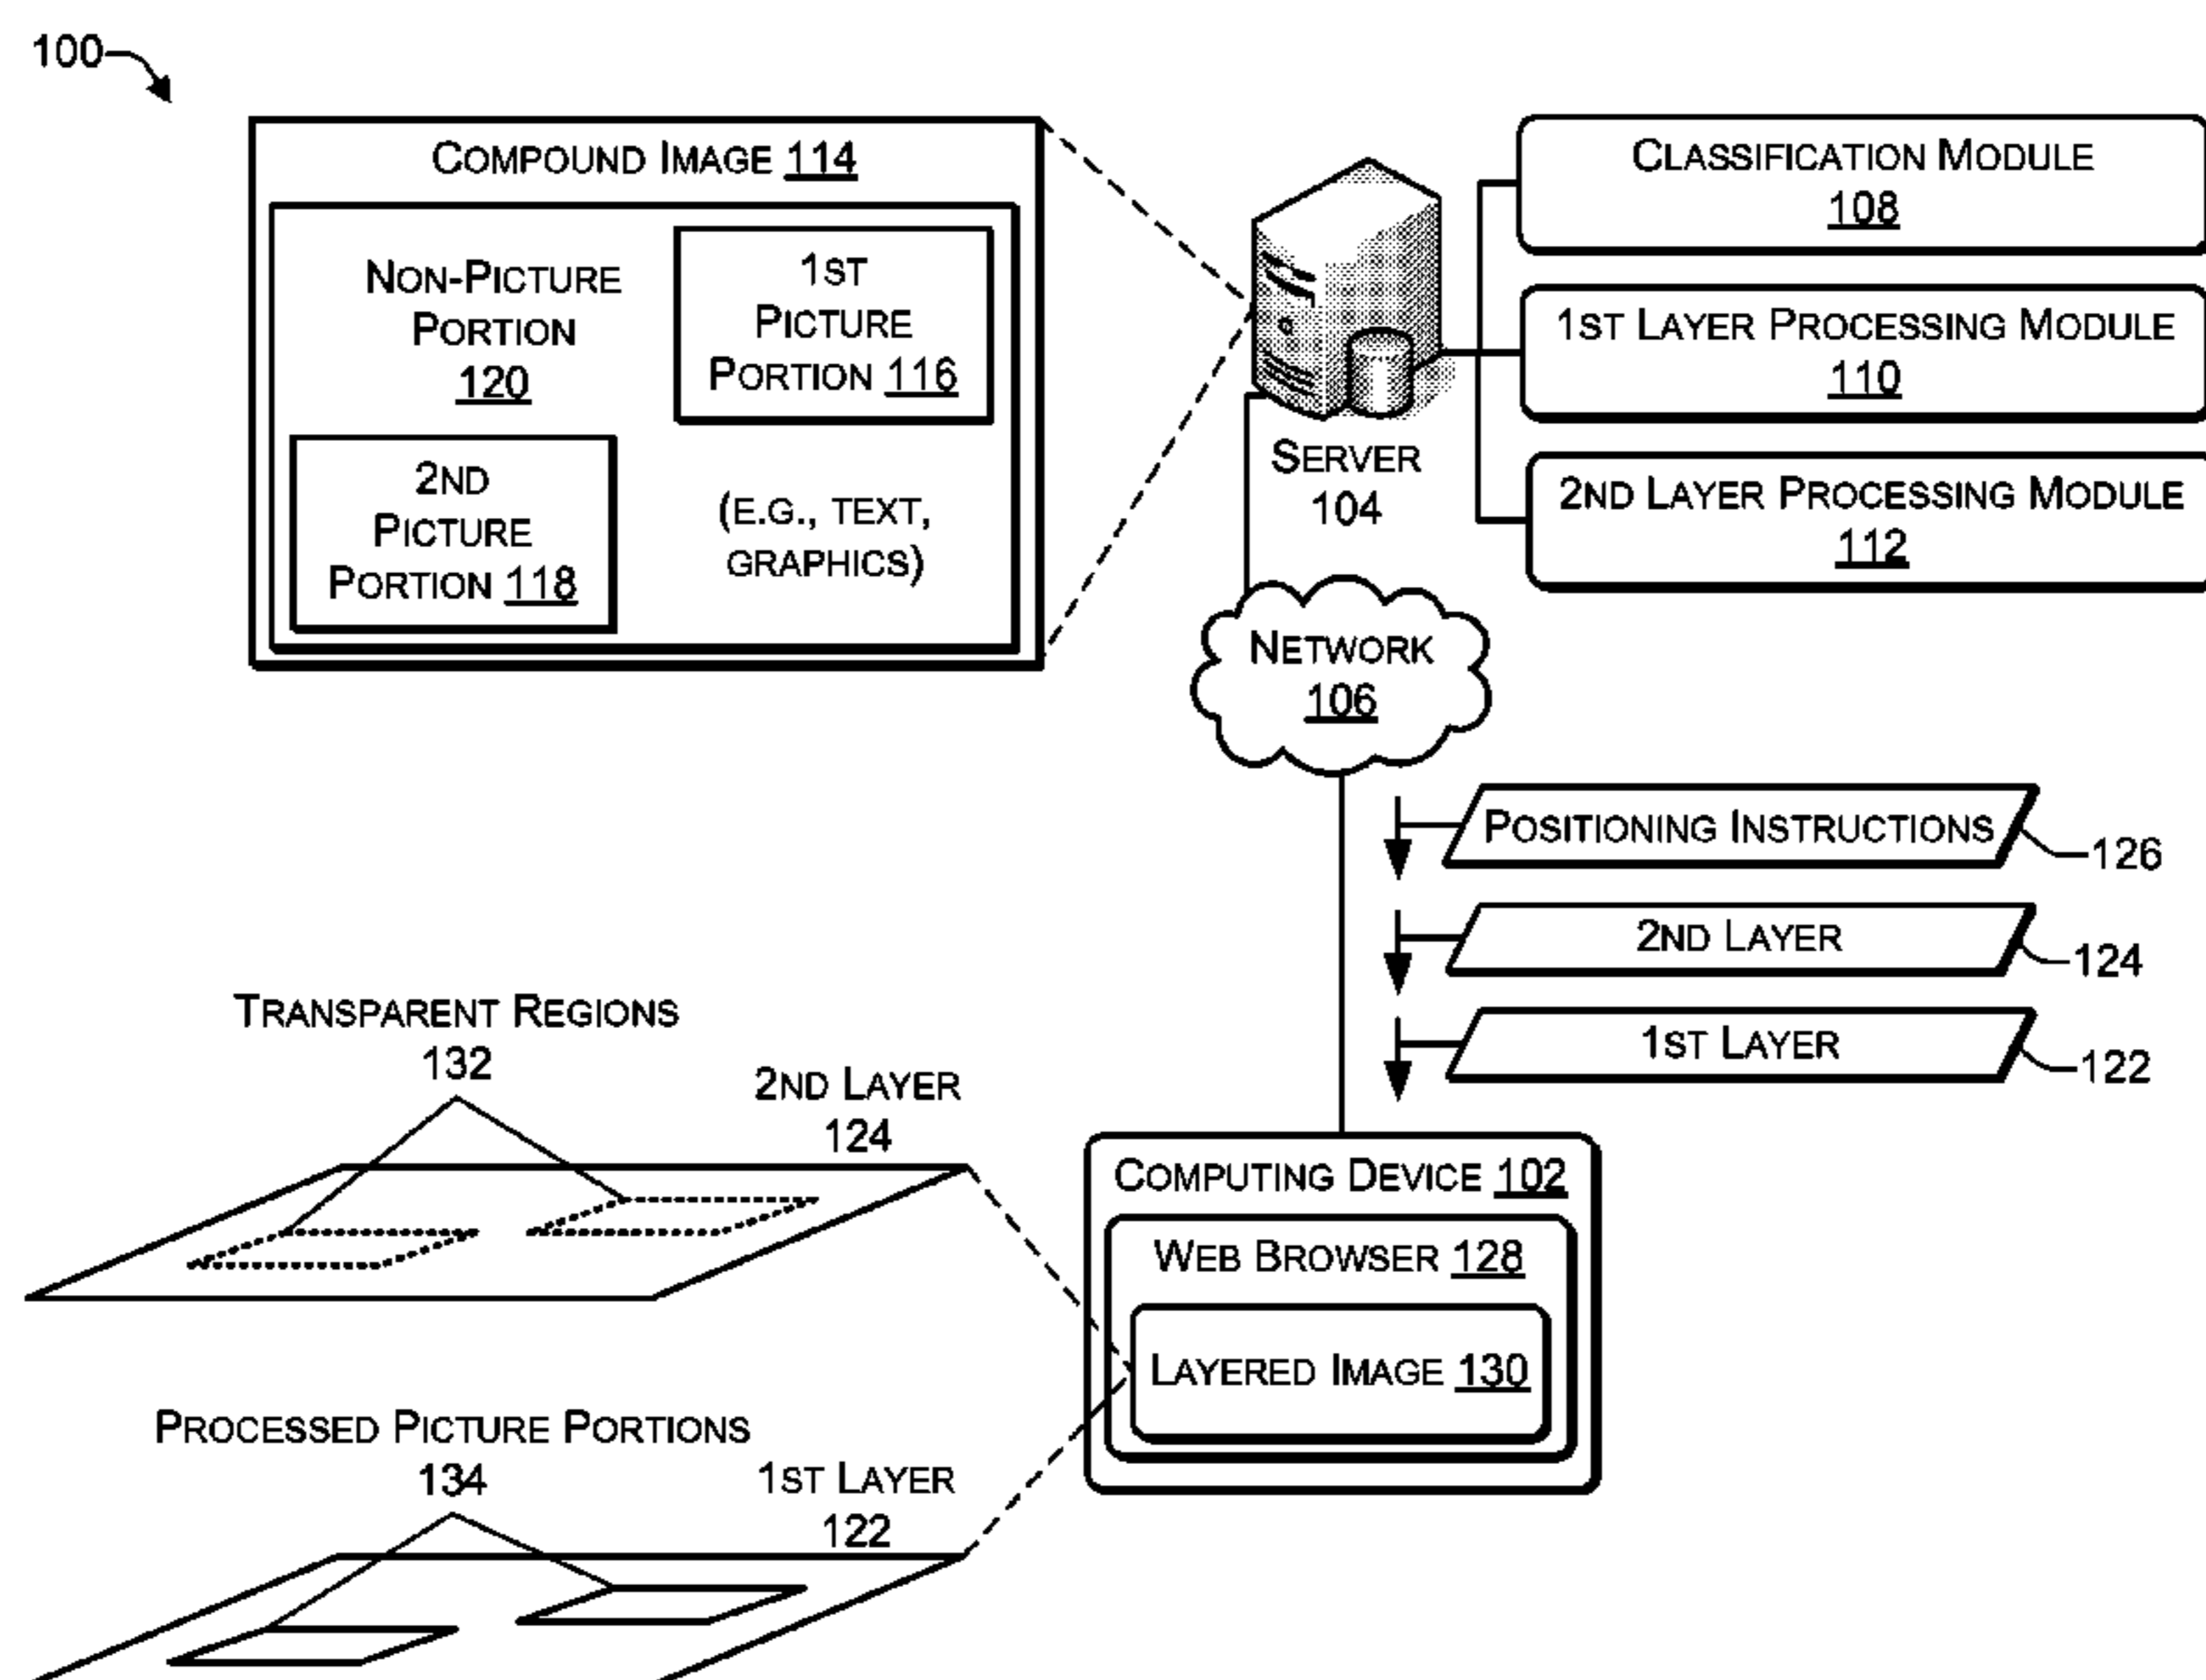 100
COMPOUND IMAGE 114
NON-PICTURE
PORTION
120
1ST
PICTURE
PORTION 116
2ND
PICTURE
PORTION 118
(E.G., TEXT,
GRAPHICS)
SERVER
104
CLASSIFICATION MODULE
108
1ST LAYER PROCESSING MODULE
110
2ND LAYER PROCESSING MODULE
112
NETWORK
106
POSITIONING INSTRUCTIONS
126
2ND LAYER
124
1ST LAYER
122
TRANSPARENT REGIONS
132
2ND LAYER
124
COMPUTING DEVICE 102
WEB BROWSER 128
LAYERED IMAGE 130
PROCESSED PICTURE PORTIONS
134
1ST LAYER
122